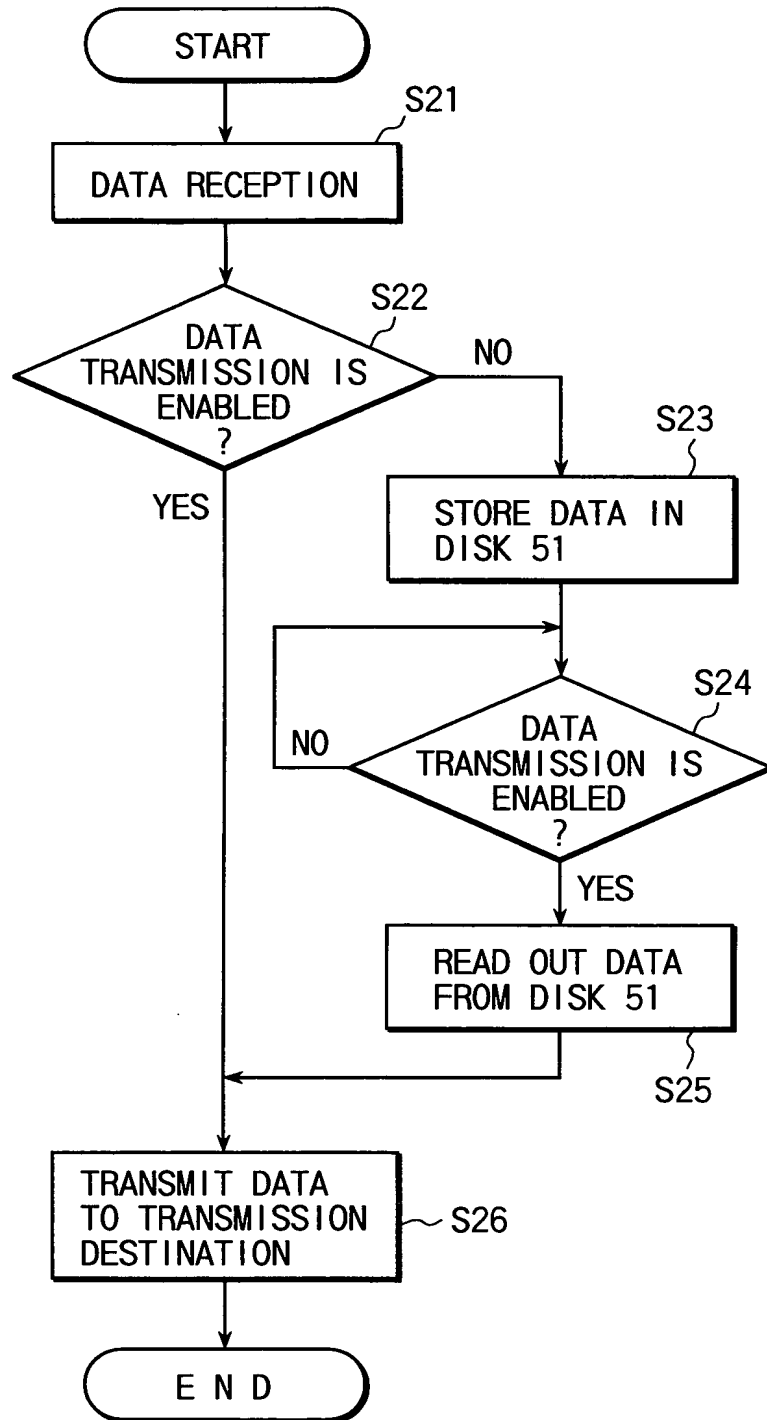 START
S21
DATA RECEPTION
S22
DATA
TRANSMISSION IS
ENABLED
?
NO
YES
S23
STORE DATA IN
DISK 51
S24
DATA
TRANSMISSION IS
ENABLED
?
NO
YES
READ OUT DATA
FROM DISK 51
S25
TRANSMIT DATA
TO TRANSMISSION
DESTINATION
S26
END